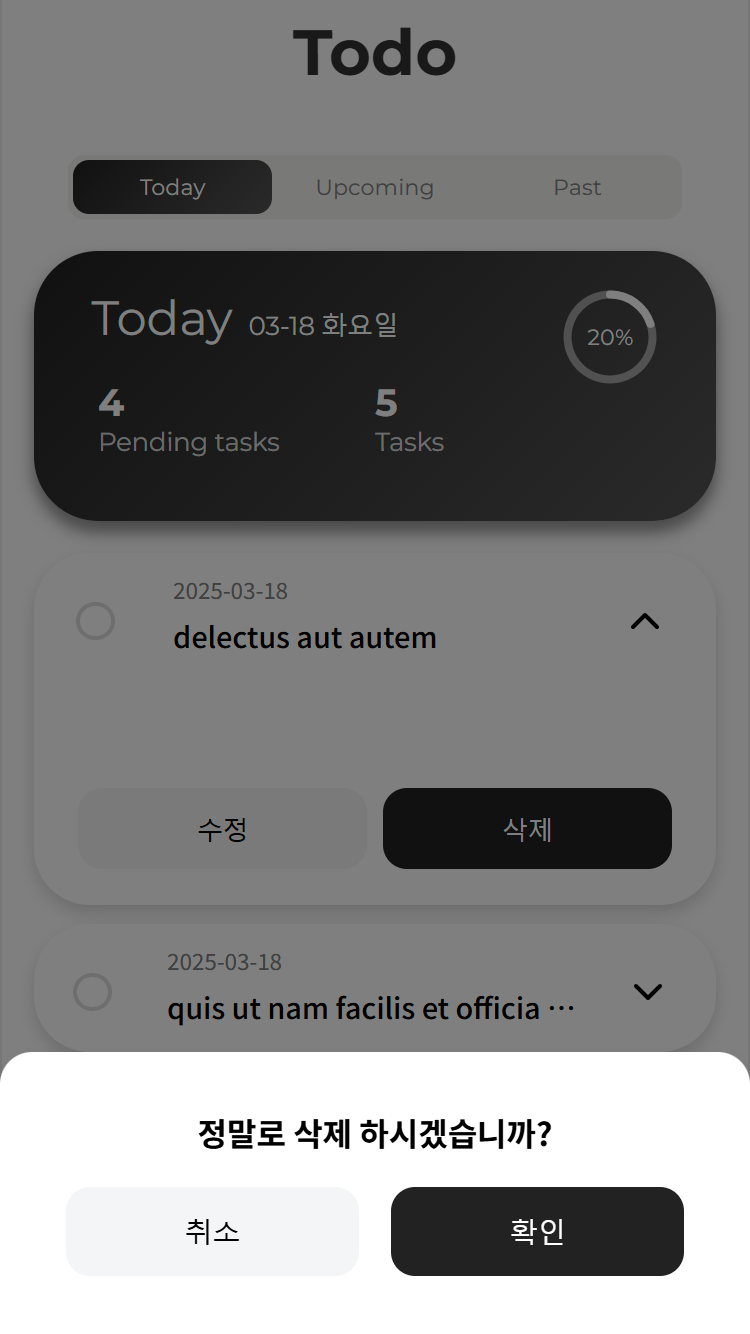 Todo
Today Upcoming Past
Today 03-18 화요일
20%
4 5
Pending tasks Tasks
2025-03-18
delectus aut autem
수정 삭제
2025-03-18
quis ut nam facilis et officia ⋯
정말로 삭제 하시겠습니까?
취소 확인